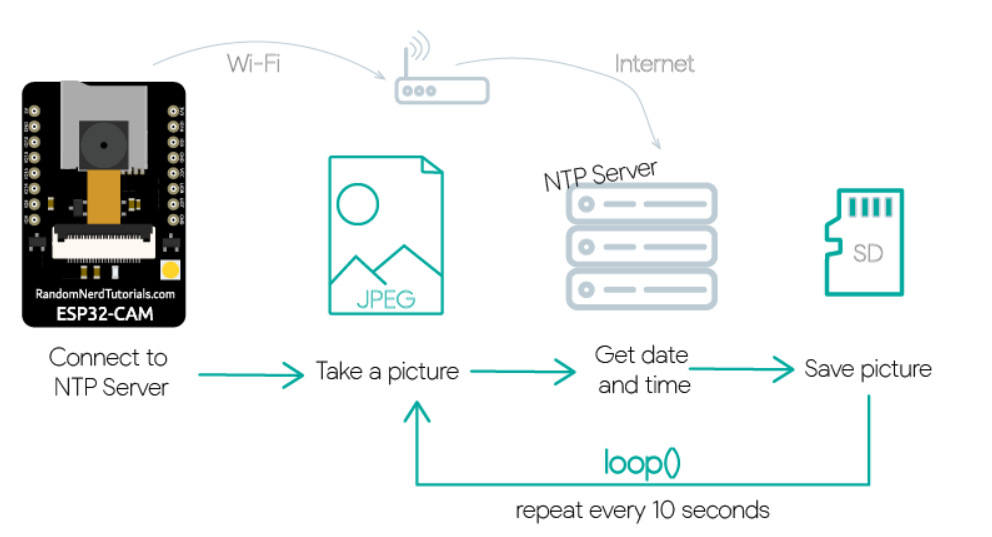 Wi-Fi
Internet
NTP Server
JPEG
SD
RandomNerdTutorials.com
ESP32-CAM
Connect to
NTP Server
Take a picture
Get date
and time
Save picture
loop()
repeat every 10 seconds